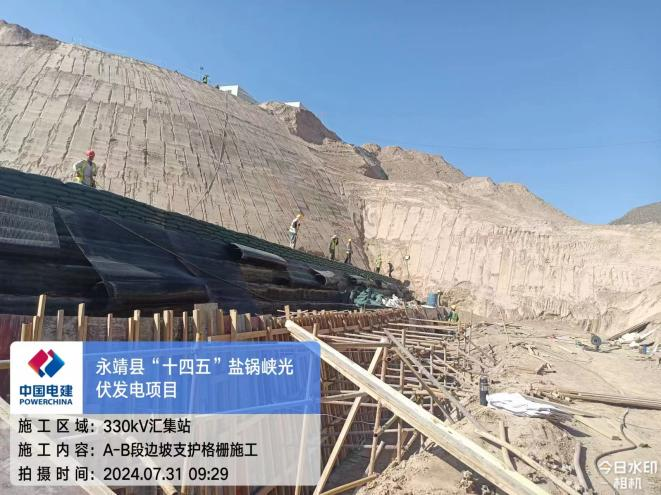 中国电建
POWERCHINA
永靖县“十四五”盐锅峡光
伏发电项目
施工区域：330kV汇集站
施工内容：A-B段边坡支护格栅施工
拍摄时间：2024.07.31 09:29
今日水印
相机